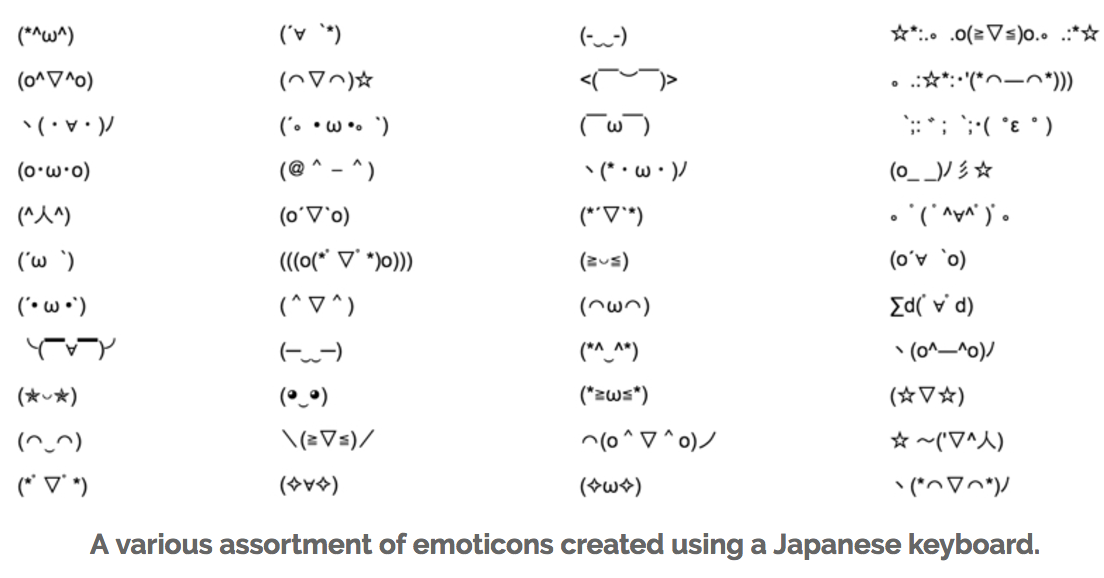 (*^ω^) (´∀｀*) (-‿‿-) ☆*:.｡.o(≧▽≦)o.｡.:*☆
(o^▽^o) (⌒▽⌒)☆ <(￣︶￣)> ｡.:☆*:･'(*⌒―⌒*)))
ヽ(・∀・)ﾉ (´｡• ω •｡`) (￣ω￣) ｀;:゛;｀;･(°ε° )
(o･ω･o) (@＾－＾) ヽ(*・ω・)ﾉ (o_ _)ﾉ彡☆
(^人^) (o´▽`o) (*´▽`*) ｡ﾟ( ﾟ^∀^ﾟ)ﾟ｡
(´ω｀) (((o(*ﾟ▽ﾟ*)o))) (≧◡≦) (o´∀｀o)
(´• ω •`) (＾▽＾) (⌒ω⌒) ∑d(ﾟ∀ﾟd)
╰(▔∀▔)╯ (─‿‿─) (*^‿^*) ヽ(o^―^o)ﾉ
(✯◡✯) (◕‿◕) (*≧ω≦*) (☆▽☆)
(⌒‿⌒) ＼(≧▽≦)／ ⌒(o＾▽＾o)ノ ☆ ～('▽^人)
(*ﾟ▽ﾟ*) (✧∀✧) (✧ω✧) ヽ(*⌒▽⌒*)ﾉ
A various assortment of emoticons created using a Japanese keyboard.